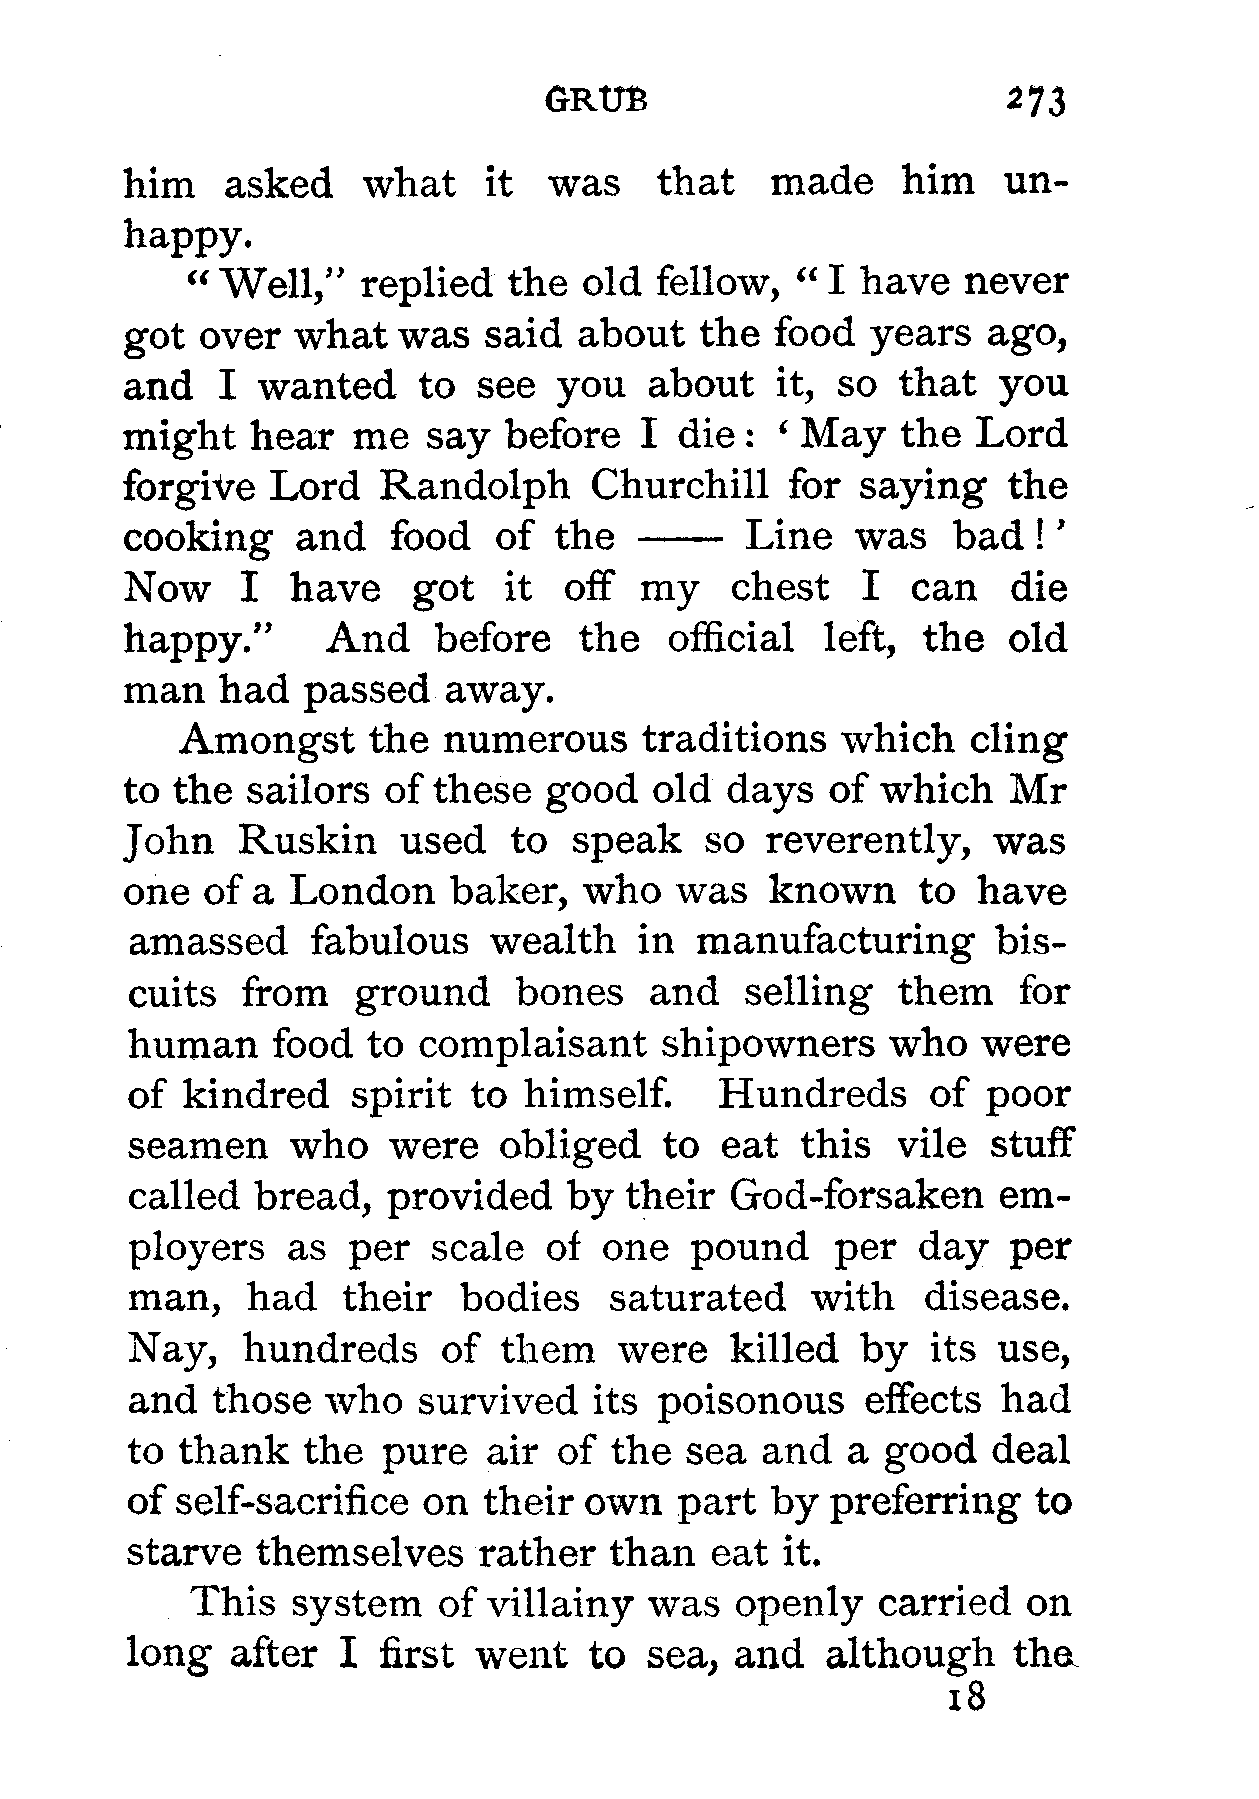 GRUB 273
him asked what it was that made him un-
happy.
“ Well,” replied the old fellow, “ I have never
got over what was said about the food years ago,
and I wanted to see you about it, so that you
might hear me say before I die : ‘ May the Lord
forgive Lord Randolph Churchill for saying the
cooking and food of the —— Line was bad ! ’
Now I have got it off my chest I can die
happy.” And before the official left, the old
man had passed away.
Amongst the numerous traditions which cling
to the sailors of these good old days of which Mr
John Ruskin used to speak so reverently, was
one of a London baker, who was known to have
amassed fabulous wealth in manufacturing bis-
cuits from ground bones and selling them for
human food to complaisant shipowners who were
of kindred spirit to himself. Hundreds of poor
seamen who were obliged to eat this vile stuff
called bread, provided by their God-forsaken em-
ployers as per scale of one pound per day per
man, had their bodies saturated with disease.
Nay, hundreds of them were killed by its use,
and those who survived its poisonous effects had
to thank the pure air of the sea and a good deal
of self-sacrifice on their own part by preferring to
starve themselves rather than eat it.
This system of villainy was openly carried on
long after I first went to sea, and although the
18